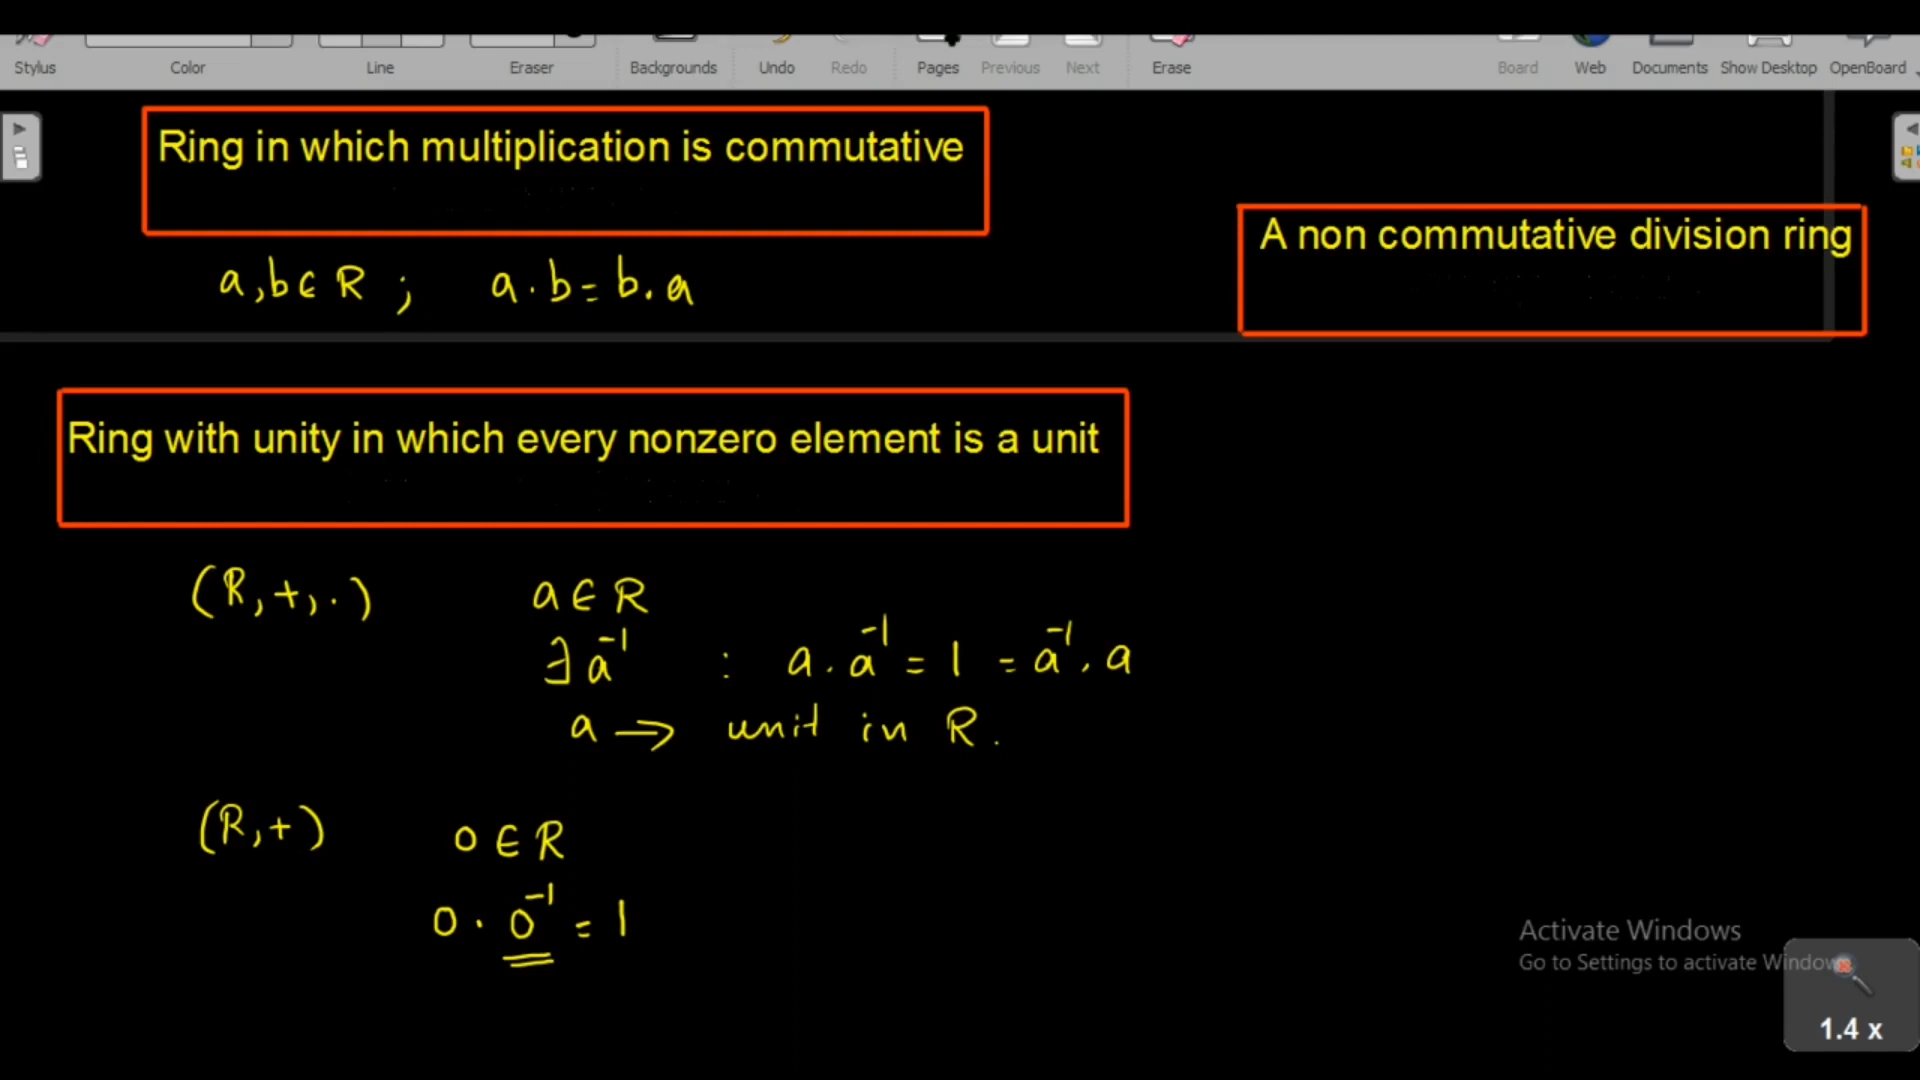 Stylus Color Line Eraser Backgrounds Undo Redo Pages Previous Next Erase Board Web Documents Show Desktop OpenBoard
Ring in which multiplication is commutative
A non commutative division ring
a, b ∈ R ; a · b = b . a
Ring with unity in which every nonzero element is a unit
(R, +, ·) a ∈ R
∃ a⁻¹ : a · a⁻¹ = 1 = a⁻¹ . a
a → unit in R .
(R, +) 0 ∈ R
0 · 0⁻¹ = 1
Activate Windows
Go to Settings to activate Windows.
1.4 x